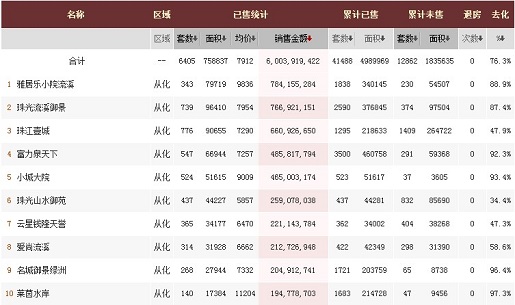 名称 区域 已售统计 累计已售 累计未售 退房 去化
区域 套数 面积 均价 销售金额 套数 面积 套数 面积 次数 %
合计 -- 6405 758637 7912 6,003,919,422 41488 4989969 12862 1835635 0 76.3%
1 雅居乐小院流溪 从化 343 79719 9836 784,155,284 1838 340145 230 54507 0 88.9%
2 珠光流溪御景 从化 739 96410 7954 766,921,151 2590 376845 374 97504 0 87.4%
3 珠江壹城 从化 776 90655 7290 660,926,650 1295 218633 1409 264722 0 47.9%
4 富力泉天下 从化 547 66944 7257 485,817,794 3500 460758 291 59368 0 92.3%
5 小城大院 从化 524 51615 9009 465,003,174 523 51617 37 3605 0 93.4%
6 珠光山水御苑 从化 437 44227 5857 259,078,038 437 44281 832 85690 0 34.4%
7 云星钱隆天誉 从化 365 34177 6470 221,143,784 362 34002 404 38268 0 47.3%
8 爱尚流溪 从化 314 31928 6662 212,726,948 422 42349 298 31390 0 58.6%
9 名城御景绿洲 从化 268 27944 7332 204,912,741 1721 203759 65 8738 0 96.4%
10 莱茵水岸 从化 140 17384 11204 194,778,703 1683 214728 47 9456 0 97.3%